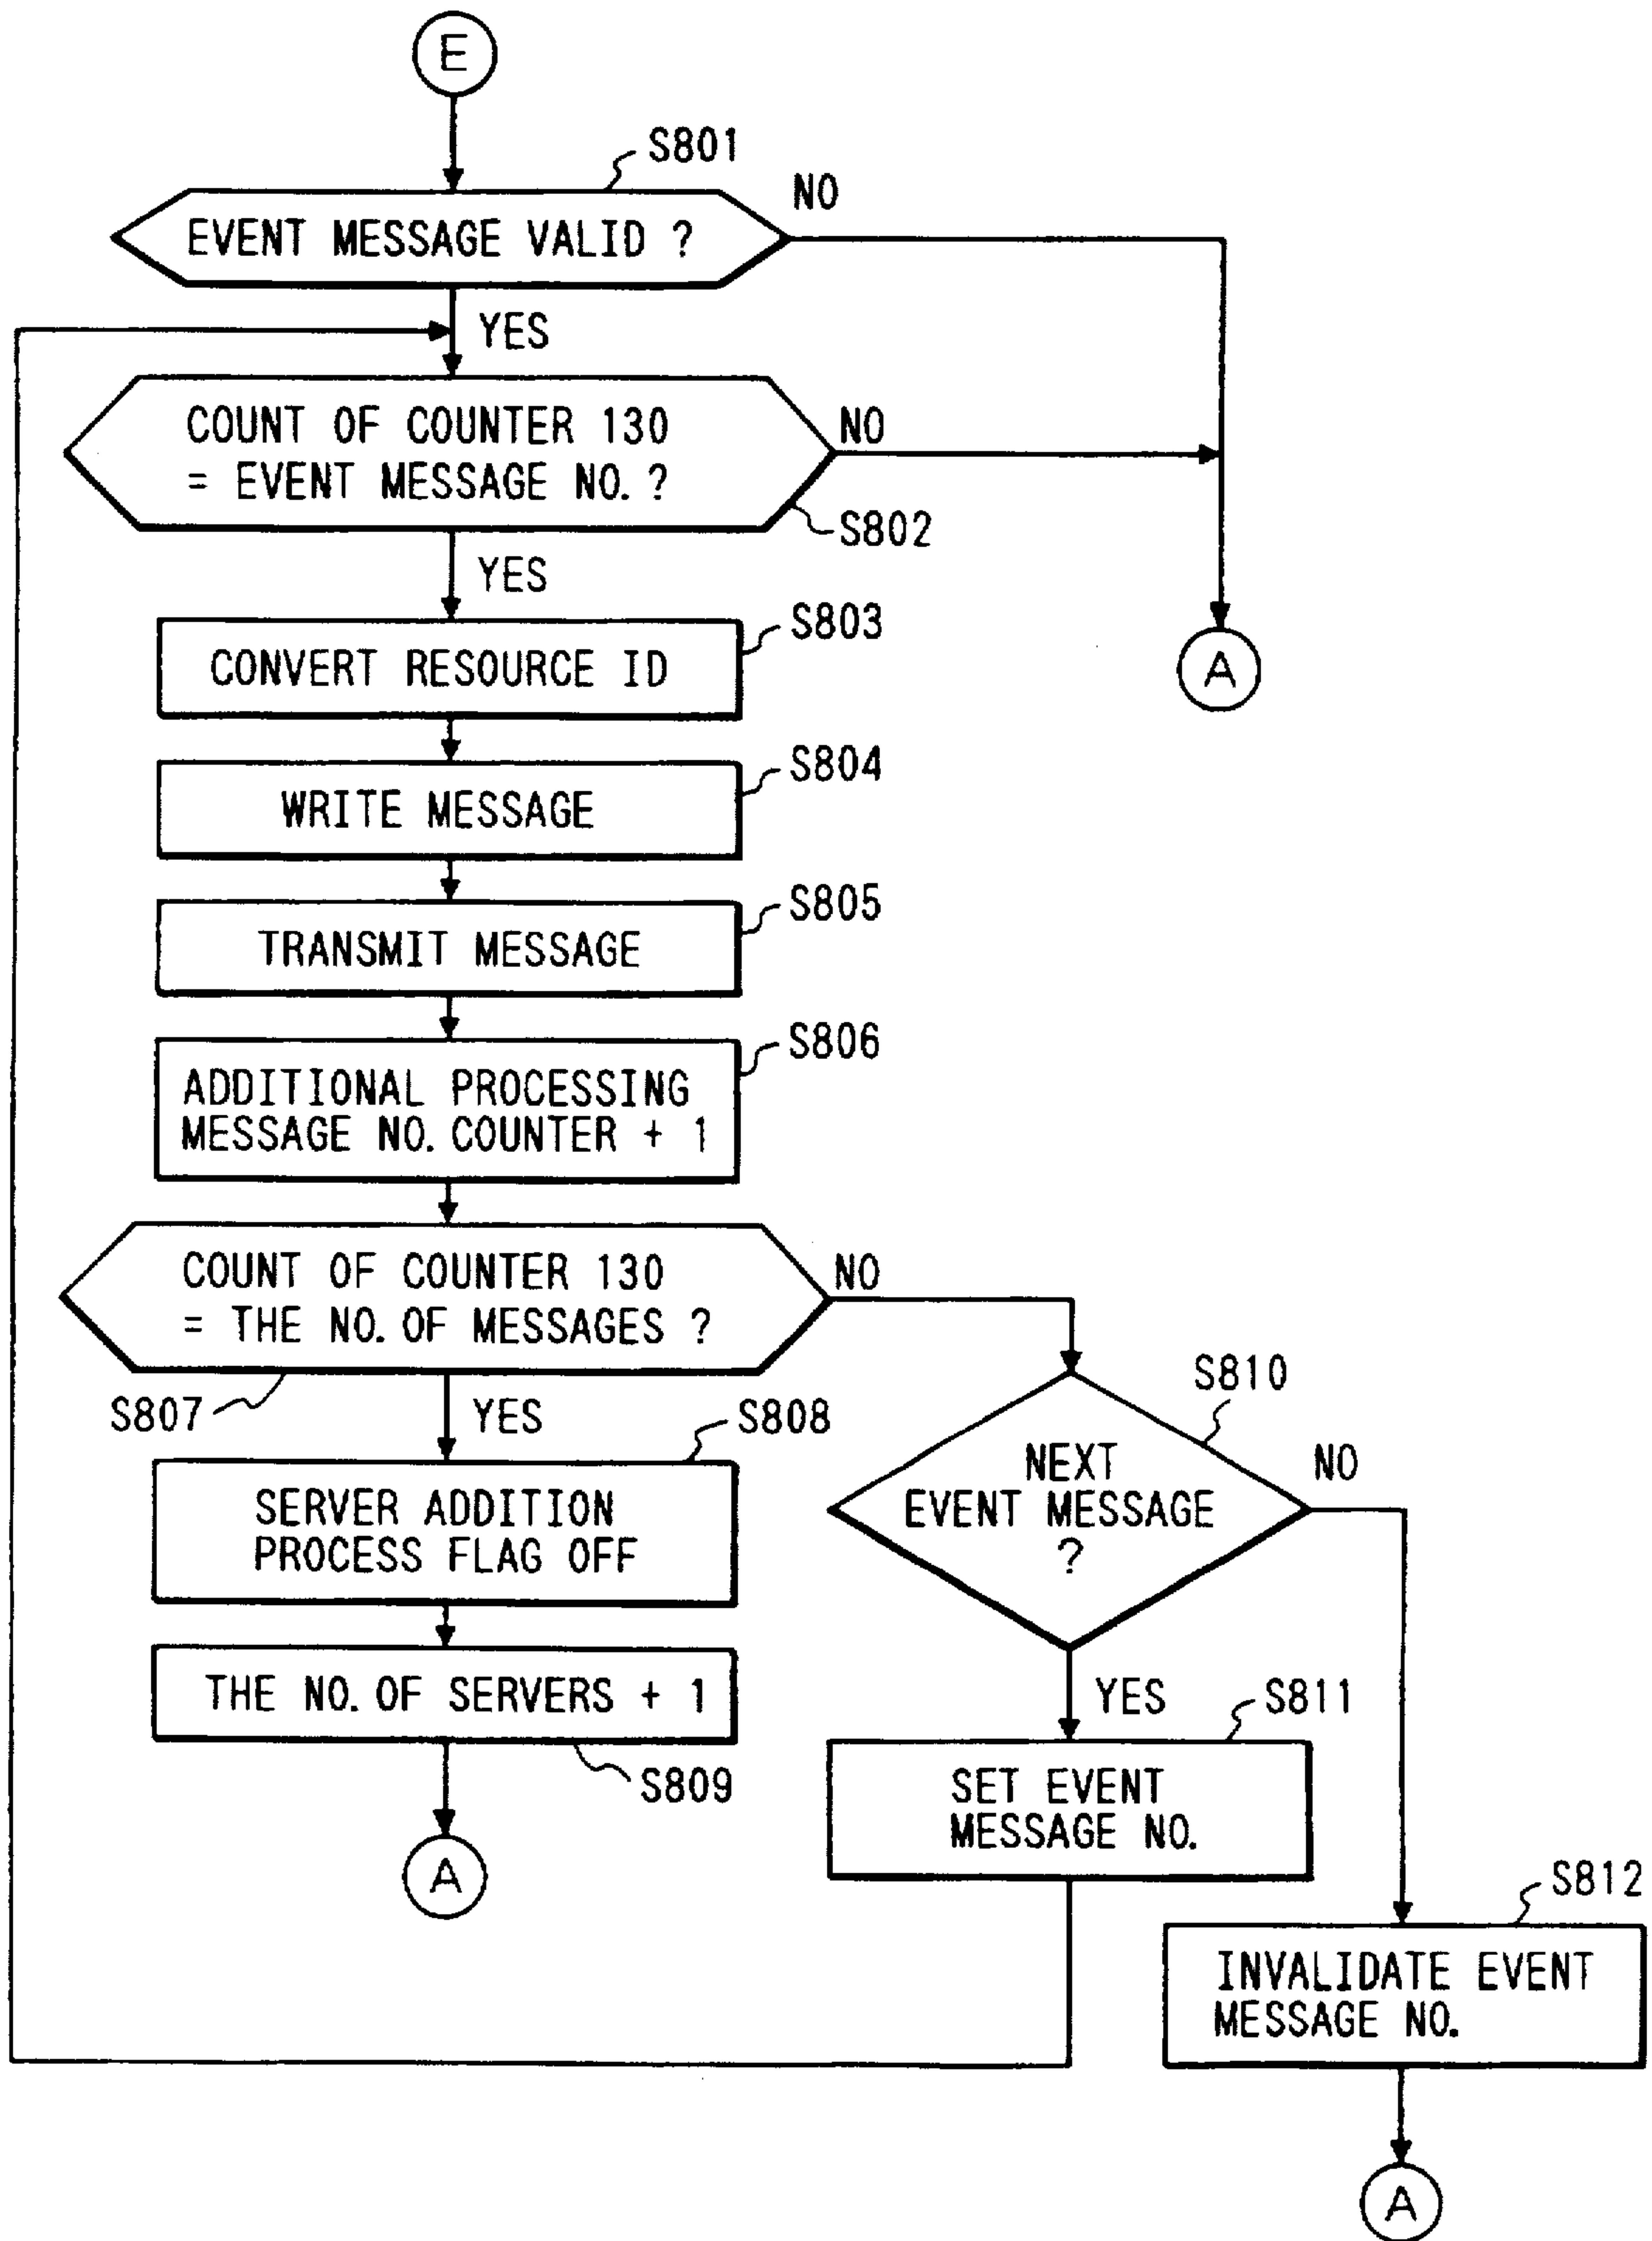 E
S801
NO
EVENT MESSAGE VALID ?
YES
COUNT OF COUNTER 130
= EVENT MESSAGE NO. ?
NO
S802
YES
S803
CONVERT RESOURCE ID
A
S804
WRITE MESSAGE
S805
TRANSMIT MESSAGE
S806
ADDITIONAL PROCESSING
MESSAGE NO. COUNTER + 1
COUNT OF COUNTER 130
= THE NO. OF MESSAGES ?
NO
S807
YES
S808
S810
SERVER ADDITION
PROCESS FLAG OFF
NEXT
EVENT MESSAGE
?
NO
THE NO. OF SERVERS + 1
S809
YES
S811
SET EVENT
MESSAGE NO.
A
S812
INVALIDATE EVENT
MESSAGE NO.
A